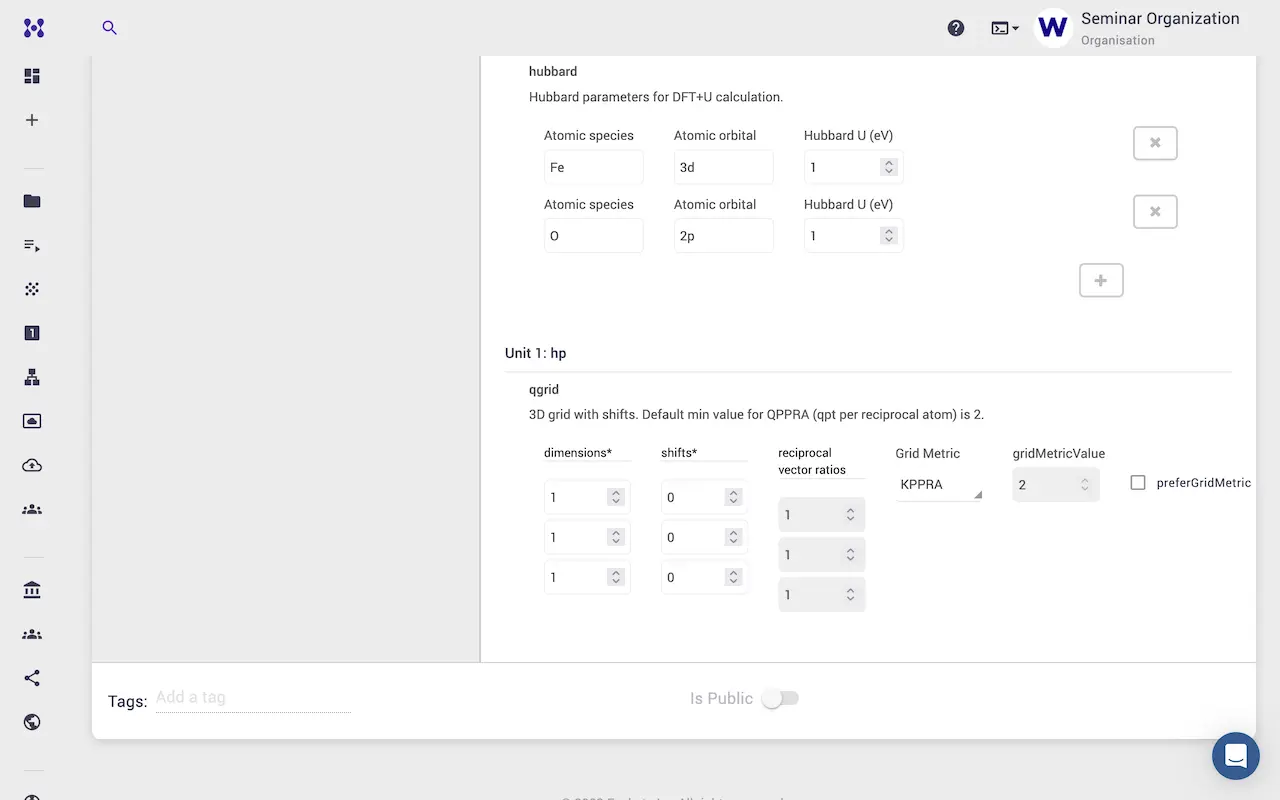 W
Seminar Organization
Organisation
1
hubbard
Hubbard parameters for DFT+U calculation.
Atomic species Atomic orbital Hubbard U (eV)
Fe 3d 1
Atomic species Atomic orbital Hubbard U (eV)
O 2p 1
Unit 1: hp
qgrid
3D grid with shifts. Default min value for QPPRA (qpt per reciprocal atom) is 2.
dimensions* shifts* reciprocal vector ratios Grid Metric gridMetricValue
1 0 1 KPPRA 2 preferGridMetric
1 0 1
1 0 1
Tags: Add a tag Is Public